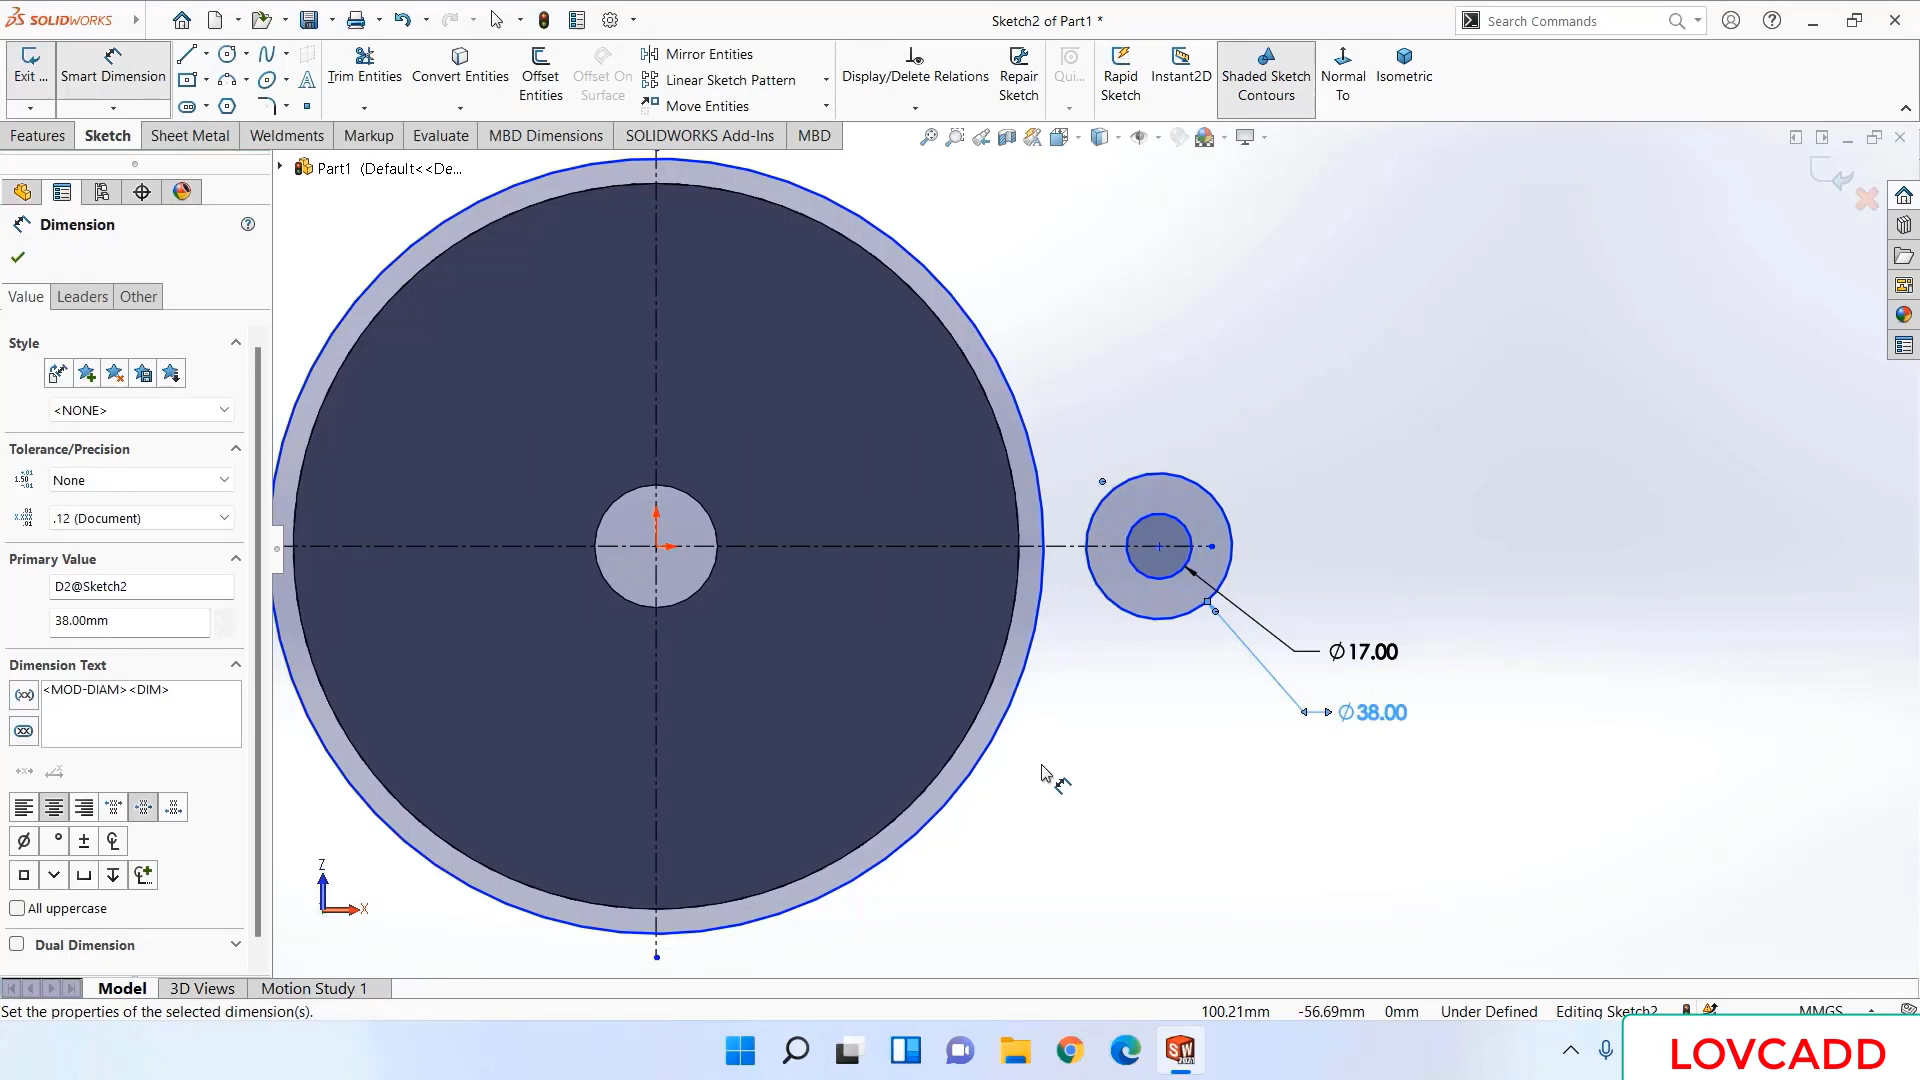 SOLIDWORKS
Sketch2 of Part1 *
Search Commands
Exit ...
Smart Dimension
Trim Entities
Convert Entities
Offset Entities
Offset On Surface
Mirror Entities
Linear Sketch Pattern
Move Entities
Display/Delete Relations
Repair Sketch
Qui...
Rapid Sketch
Instant2D
Shaded Sketch Contours
Normal To
Isometric
Features
Sketch
Sheet Metal
Weldments
Markup
Evaluate
MBD Dimensions
SOLIDWORKS Add-Ins
MBD
Part1 (Default<<De...
Dimension
Value
Leaders
Other
Style
<NONE>
Tolerance/Precision
None
.12 (Document)
Primary Value
D2@Sketch2
38.00mm
Dimension Text
<MOD-DIAM><DIM>
All uppercase
Dual Dimension
∅17.00
∅38.00
Z
X
Model
3D Views
Motion Study 1
Set the properties of the selected dimension(s).
100.21mm
-56.69mm
0mm
Under Defined
Editing Sketch2
MMGS
LOVCADD